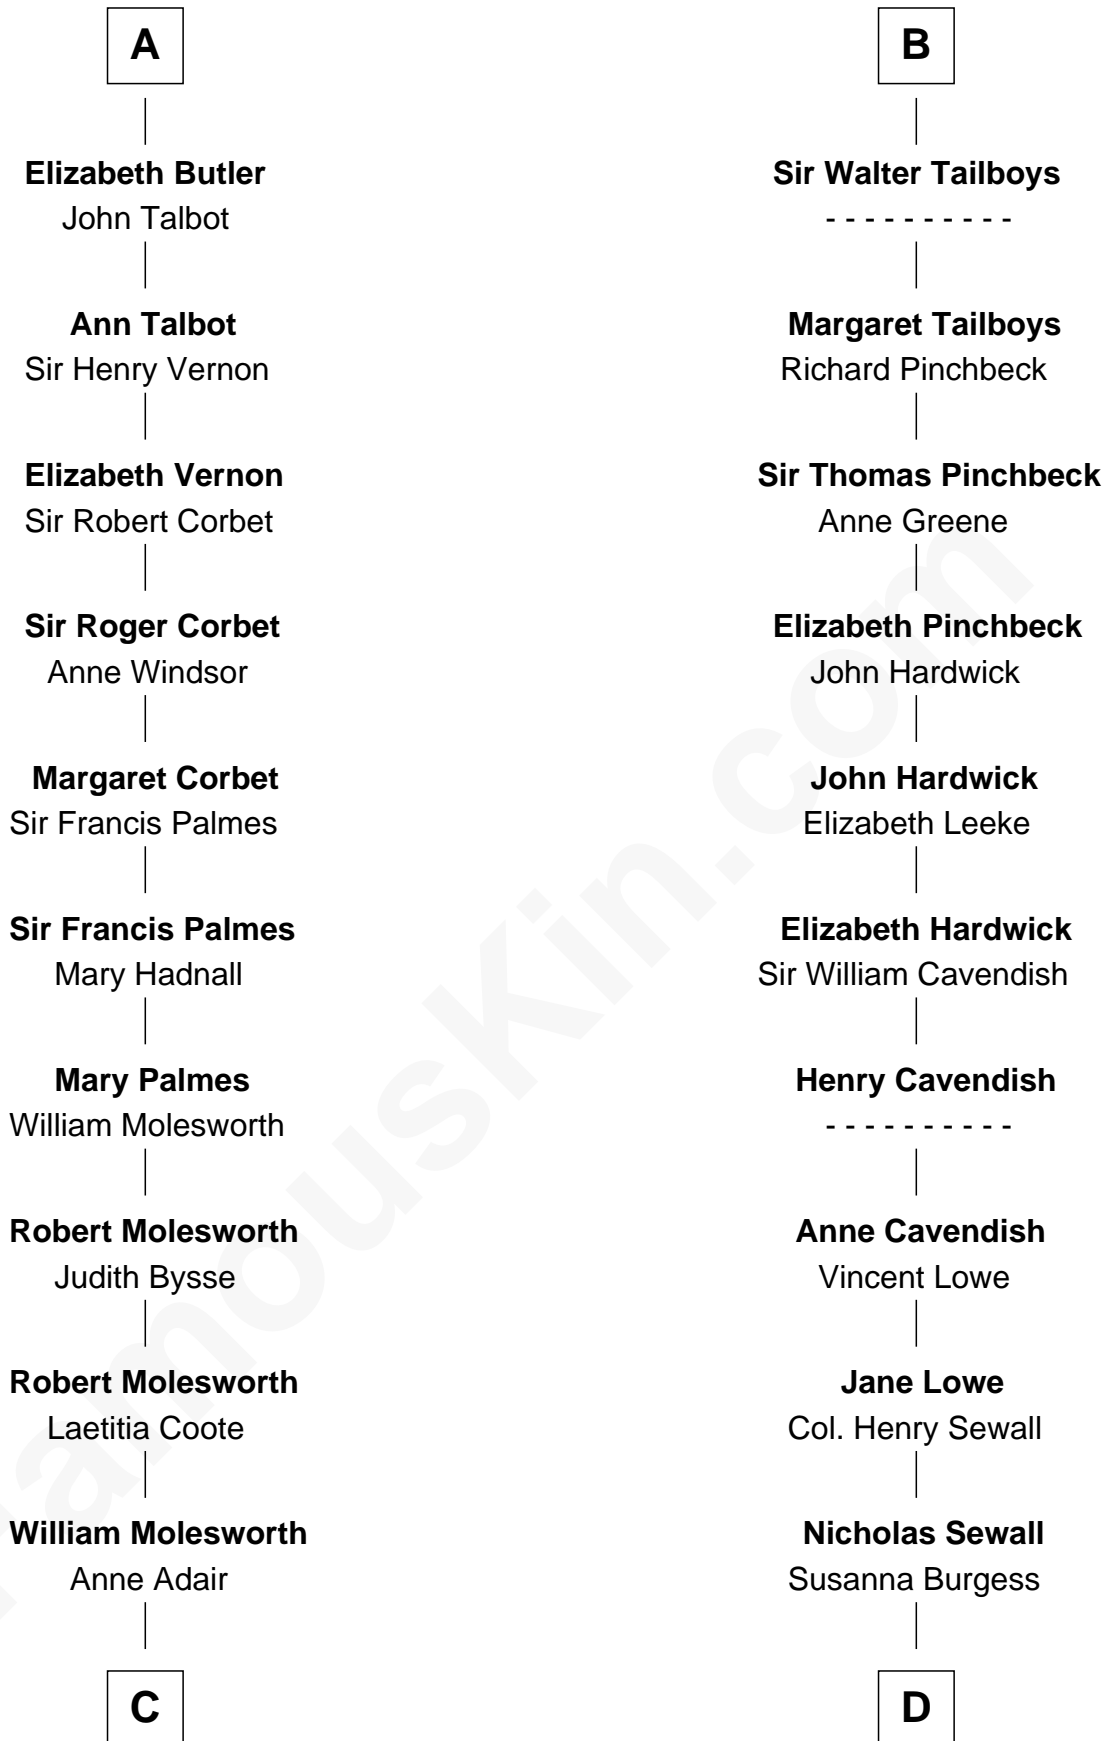 A
Elizabeth Butler
John Talbot
Ann Talbot
Sir Henry Vernon
Elizabeth Vernon
Sir Robert Corbet
Sir Roger Corbet
Anne Windsor
Margaret Corbet
Sir Francis Palmes
Sir Francis Palmes
Mary Hadnall
Mary Palmes
William Molesworth
Robert Molesworth
Judith Bysse
Robert Molesworth
Laetitia Coote
William Molesworth
Anne Adair
C
B
Sir Walter Tailboys
- - - - - - - - - -
Margaret Tailboys
Richard Pinchbeck
Sir Thomas Pinchbeck
Anne Greene
Elizabeth Pinchbeck
John Hardwick
John Hardwick
Elizabeth Leeke
Elizabeth Hardwick
Sir William Cavendish
Henry Cavendish
- - - - - - - - - -
Anne Cavendish
Vincent Lowe
Jane Lowe
Col. Henry Sewall
Nicholas Sewall
Susanna Burgess
D
FamousKin.com